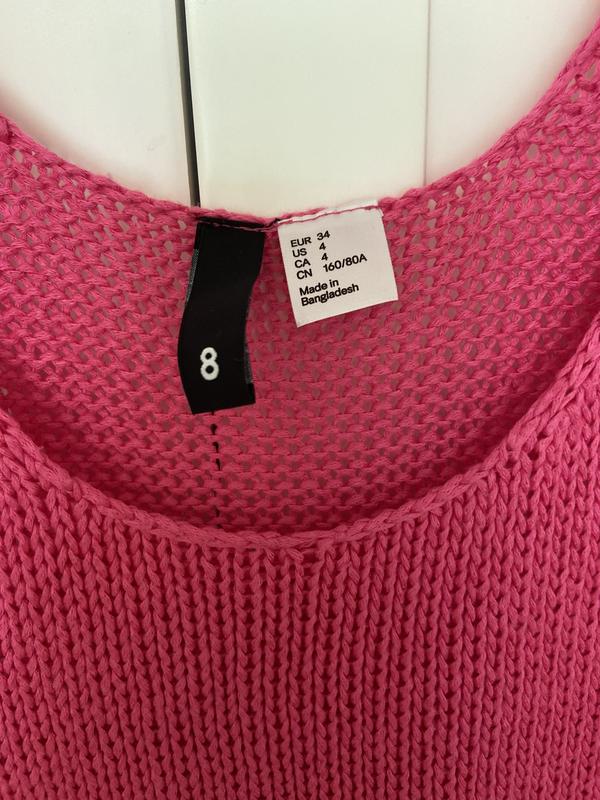 8
EUR 34
US 4
CA 4
CN 160/80A
Made in
Bangladesh